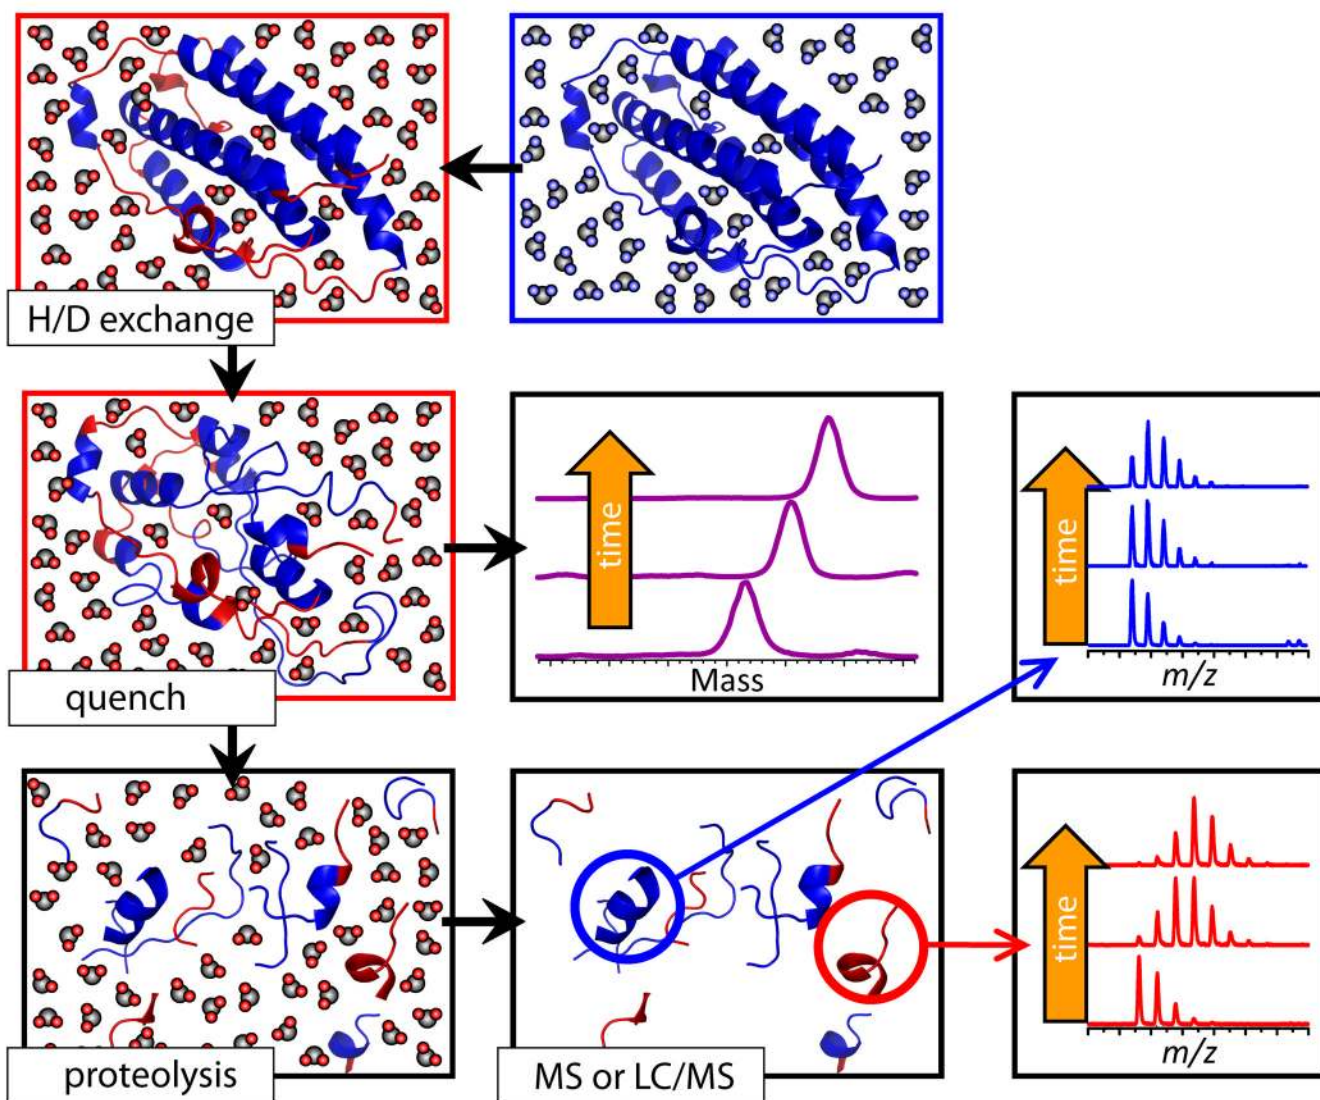 H/D exchange
quench
time
Mass
time
m/z
proteolysis
MS or LC/MS
time
m/z